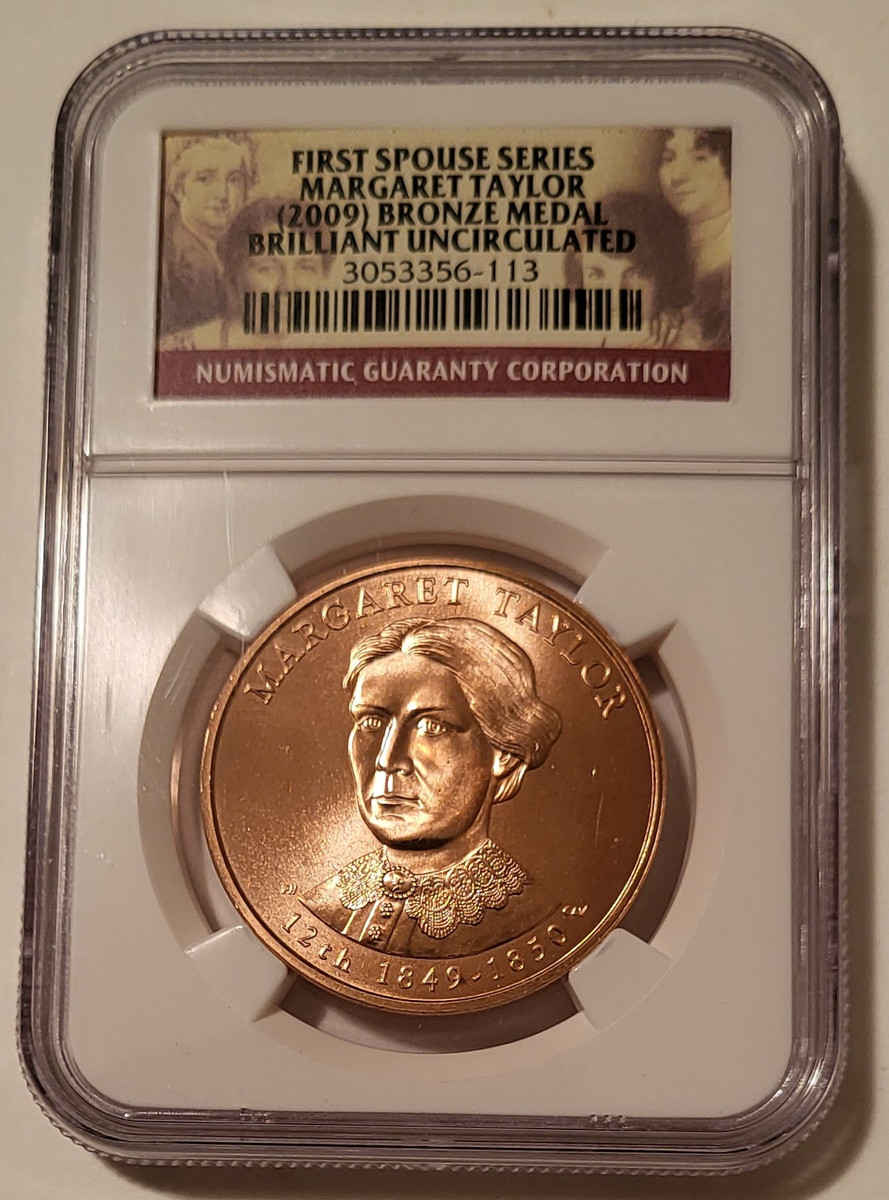 FIRST SPOUSE SERIES
MARGARET TAYLOR
(2009) BRONZE MEDAL
BRILLIANT UNCIRCULATED
3053356-113
NUMISMATIC GUARANTY CORPORATION
MARGARET TAYLOR
12th 1849-1850